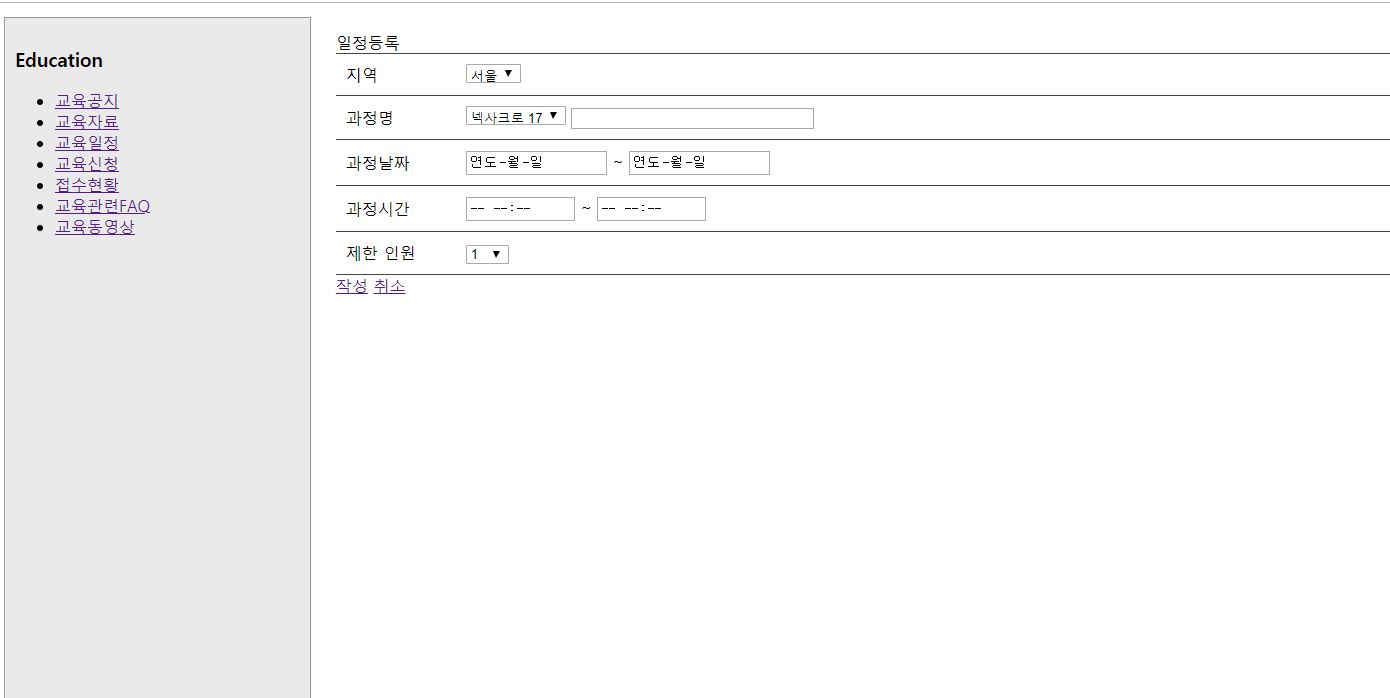 Education
교육공지
교육자료
교육일정
교육신청
접수현황
교육관련FAQ
교육동영상
일정등록
지역 서울
과정명 넥사크로 17
과정날짜 연도-월-일 ~ 연도-월-일
과정시간 -- --:-- ~ -- --:--
제한 인원 1
작성 취소